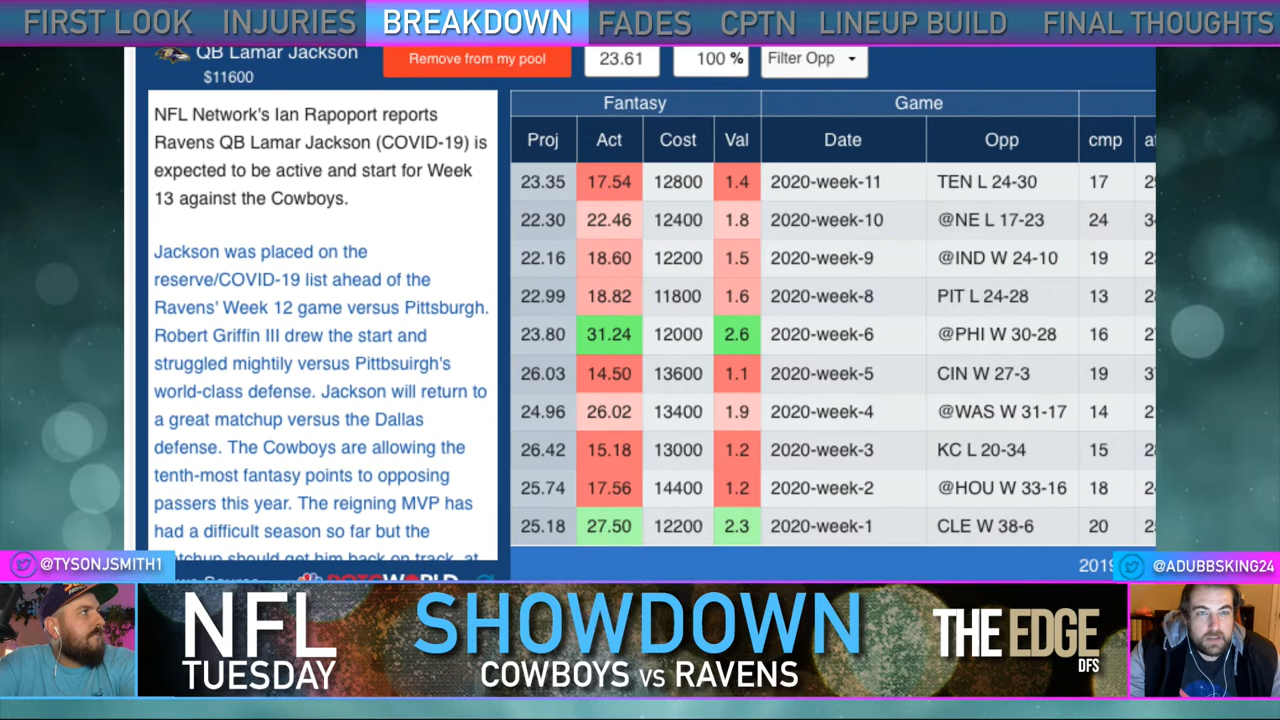 FIRST LOOK INJURIES BREAKDOWN FADES CPTN LINEUP BUILD FINAL THOUGHTS
QB Lamar Jackson
$11600
Remove from my pool 23.61 100 % Filter Opp
NFL Network's Ian Rapoport reports
Ravens QB Lamar Jackson (COVID-19) is
expected to be active and start for Week
13 against the Cowboys.
Jackson was placed on the
reserve/COVID-19 list ahead of the
Ravens' Week 12 game versus Pittsburgh.
Robert Griffin III drew the start and
struggled mightily versus Pittbsuirgh's
world-class defense. Jackson will return to
a great matchup versus the Dallas
defense. The Cowboys are allowing the
tenth-most fantasy points to opposing
passers this year. The reigning MVP has
had a difficult season so far but the
matchup should get him back on track, at
Fantasy Game
Proj Act Cost Val Date Opp cmp
23.35 17.54 12800 1.4 2020-week-11 TEN L 24-30 17
22.30 22.46 12400 1.8 2020-week-10 @NE L 17-23 24
22.16 18.60 12200 1.5 2020-week-9 @IND W 24-10 19
22.99 18.82 11800 1.6 2020-week-8 PIT L 24-28 13
23.80 31.24 12000 2.6 2020-week-6 @PHI W 30-28 16
26.03 14.50 13600 1.1 2020-week-5 CIN W 27-3 19
24.96 26.02 13400 1.9 2020-week-4 @WAS W 31-17 14
26.42 15.18 13000 1.2 2020-week-3 KC L 20-34 15
25.74 17.56 14400 1.2 2020-week-2 @HOU W 33-16 18
25.18 27.50 12200 2.3 2020-week-1 CLE W 38-6 20
2019
@TYSONJSMITH1
@ADUBBSKING24
NFL
TUESDAY
SHOWDOWN
COWBOYS vs RAVENS
THE EDGE
DFS